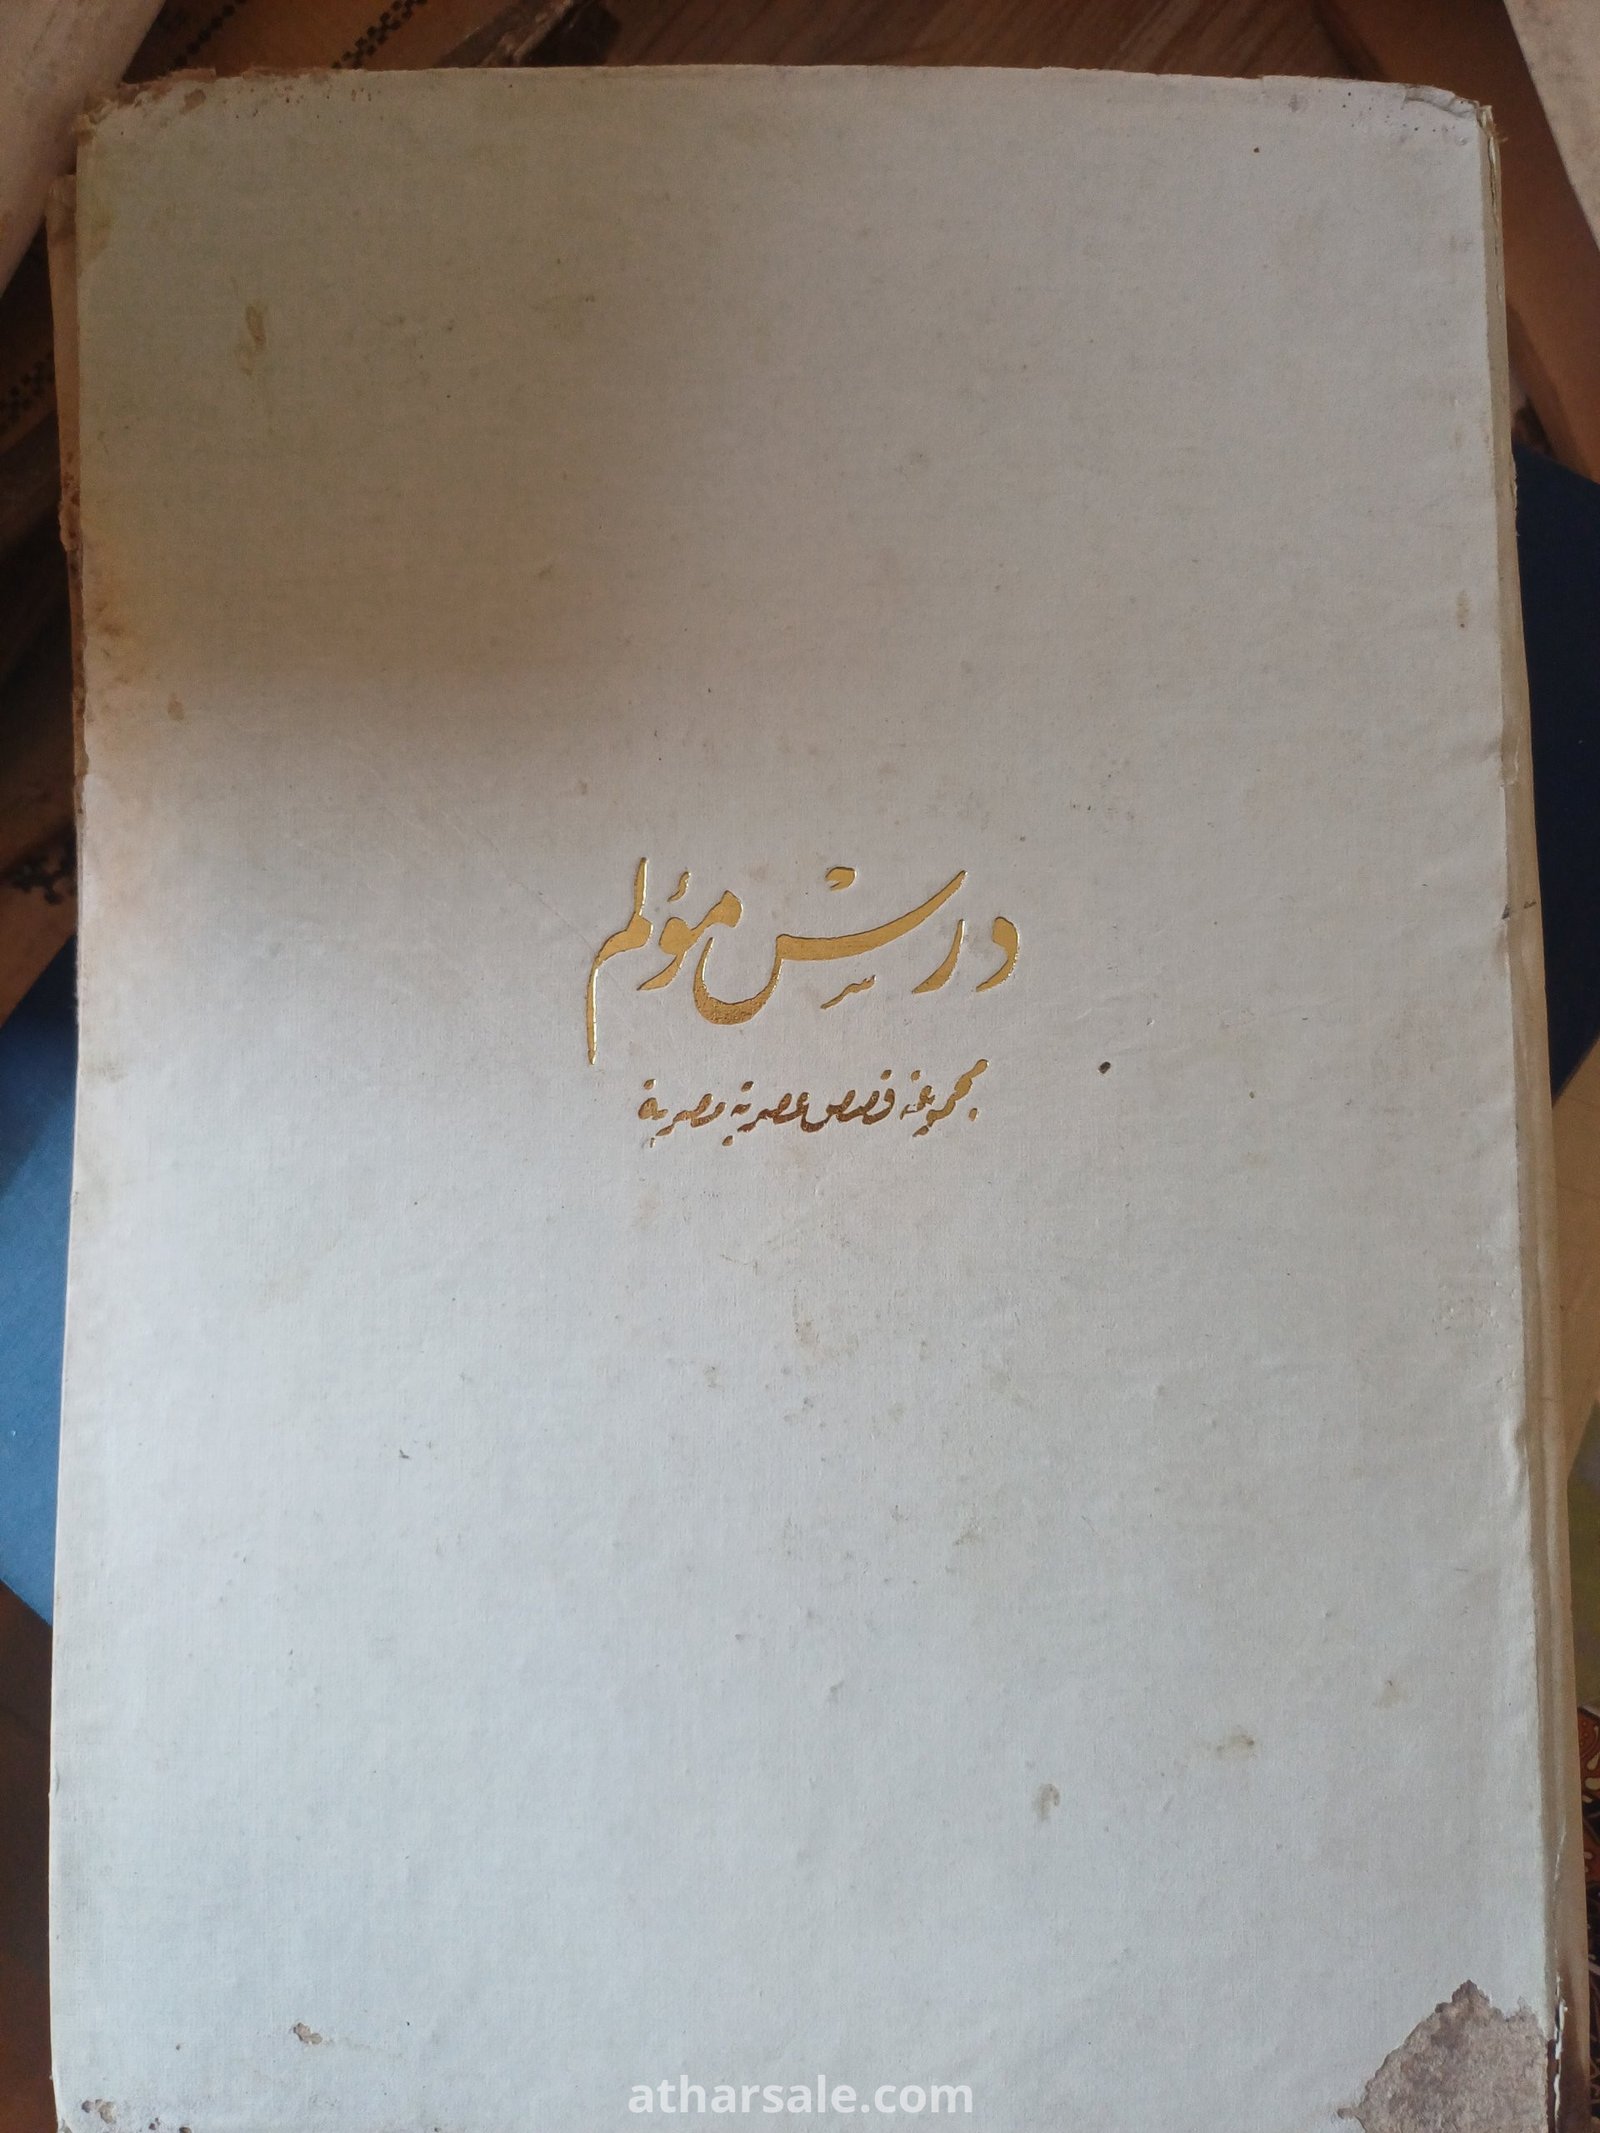 درس مؤلم
مجموعة قصص عصرية مصرية
atharsale.com